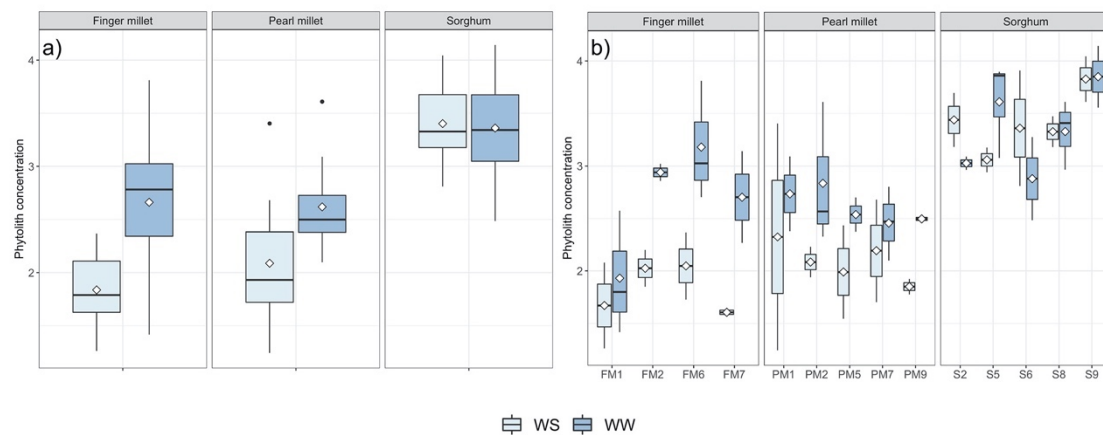 Finger millet
Pearl millet
Sorghum
a)
4
3
2
Phytolith concentration
Finger millet
Pearl millet
Sorghum
b)
4
3
2
Phytolith concentration
FM1 FM2 FM6 FM7
PM1 PM2 PM5 PM7 PM9
S2 S5 S6 S8 S9
WS WW